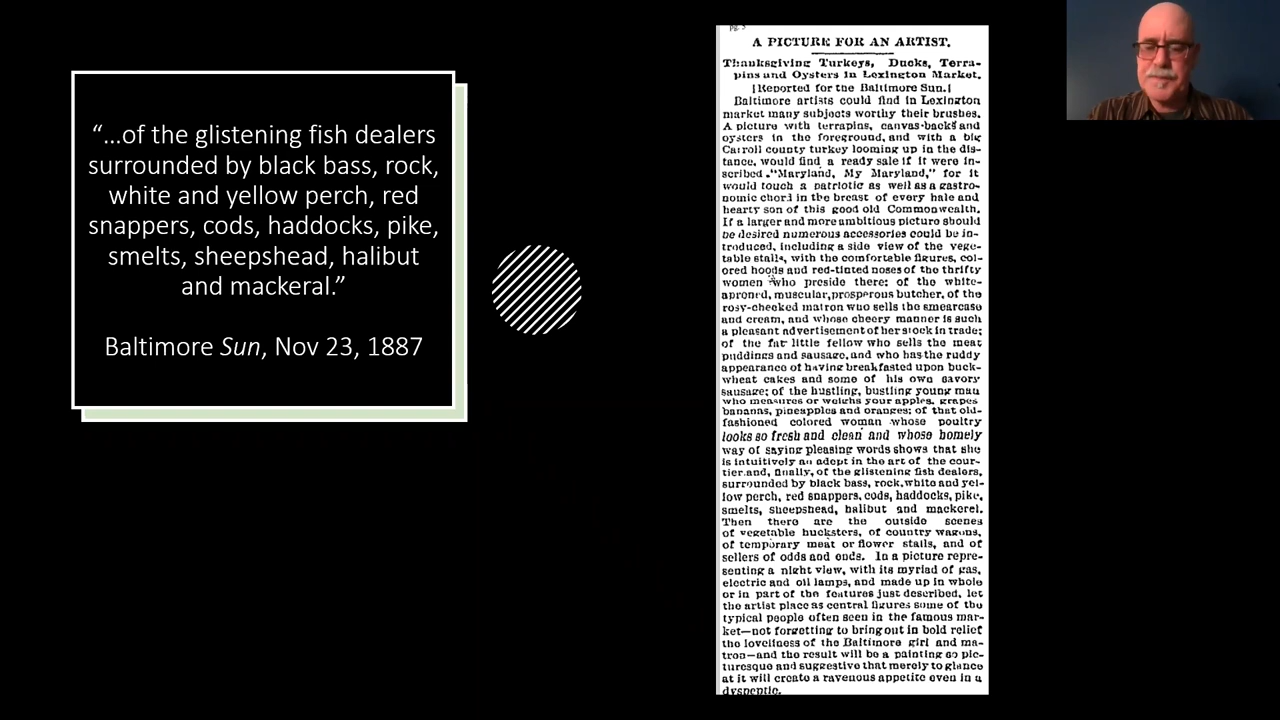 “...of the glistening fish dealers
surrounded by black bass, rock,
white and yellow perch, red
snappers, cods, haddocks, pike,
smelts, sheepshead, halibut
and mackeral.”
Baltimore Sun, Nov 23, 1887
A PICTURE FOR AN ARTIST.
Thanksgiving Turkeys, Ducks, Terra-
pins and Oysters in Lexington Market.
[Reported for the Baltimore Sun.]
Baltimore artists could find in Lexington
market many subjects worthy their brushes.
A picture with terrapins, canvas-backs and
oysters in the foreground, and with a big
Carroll county turkey looming up in the dis-
tance, would find a ready sale if it were in-
scribed "Maryland, My Maryland," for it
would touch a patriotic as well as a gastro-
nomic chord in the breast of every hale and
hearty son of this good old Commonwealth.
If a larger and more ambitious picture should
be desired numerous accessories could be in-
troduced, including a side view of the vege-
table stalls, with the comfortable figures, col-
ored hoods and red-tinted noses of the thrifty
women who preside there; of the white-
aproned, muscular, prosperous butcher, of the
rosy-cheeked matron who sells the smearcase
and cream, and whose cheery manner is such
a pleasant advertisement of her stock in trade;
of the fat little fellow who sells the meat
puddings and sausage, and who has the ruddy
appearance of having breakfasted upon buck-
wheat cakes and some of his own savory
sausage; of the hustling, bustling young man
who measures or weighs your apples, grapes
bananas, pineapples and oranges; of that old-
fashioned colored woman whose poultry
looks so fresh and clean and whose homely
way of saying pleasing words shows that she
is intuitively an adept in the art of the cour-
tier, and, finally, of the glistening fish dealers,
surrounded by black bass, rock, white and yel-
low perch, red snappers, cods, haddocks, pike,
smelts, sheepshead, halibut and mackerel.
Then there are the outside scenes
of vegetable hucksters, of country wagons,
of temporary meat or flower stalls, and of
sellers of odds and ends. In a picture repre-
senting a night view, with its myriad of gas,
electric and oil lamps, and made up in whole
or in part of the features just described, let
the artist place as central figures some of the
typical people often seen in the famous mar-
ket—not forgetting to bring out in bold relief
the loveliness of the Baltimore girl and ma-
tron—and the result will be a painting so pic-
turesque and suggestive that merely to glance
at it will create a ravenous appetite even in a
dyspeptic.